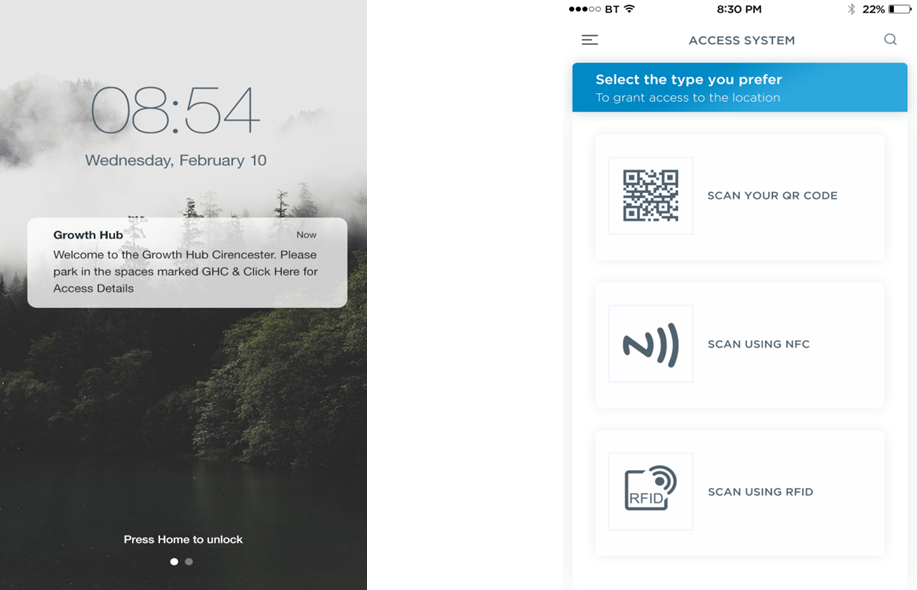 08:54
Wednesday, February 10
Growth Hub
Now
Welcome to the Growth Hub Cirencester. Please
park in the spaces marked GHC & Click Here for
Access Details
Press Home to unlock
BT
8:30 PM
22%
ACCESS SYSTEM
Select the type you prefer
To grant access to the location
SCAN YOUR QR CODE
SCAN USING NFC
RFID
SCAN USING RFID